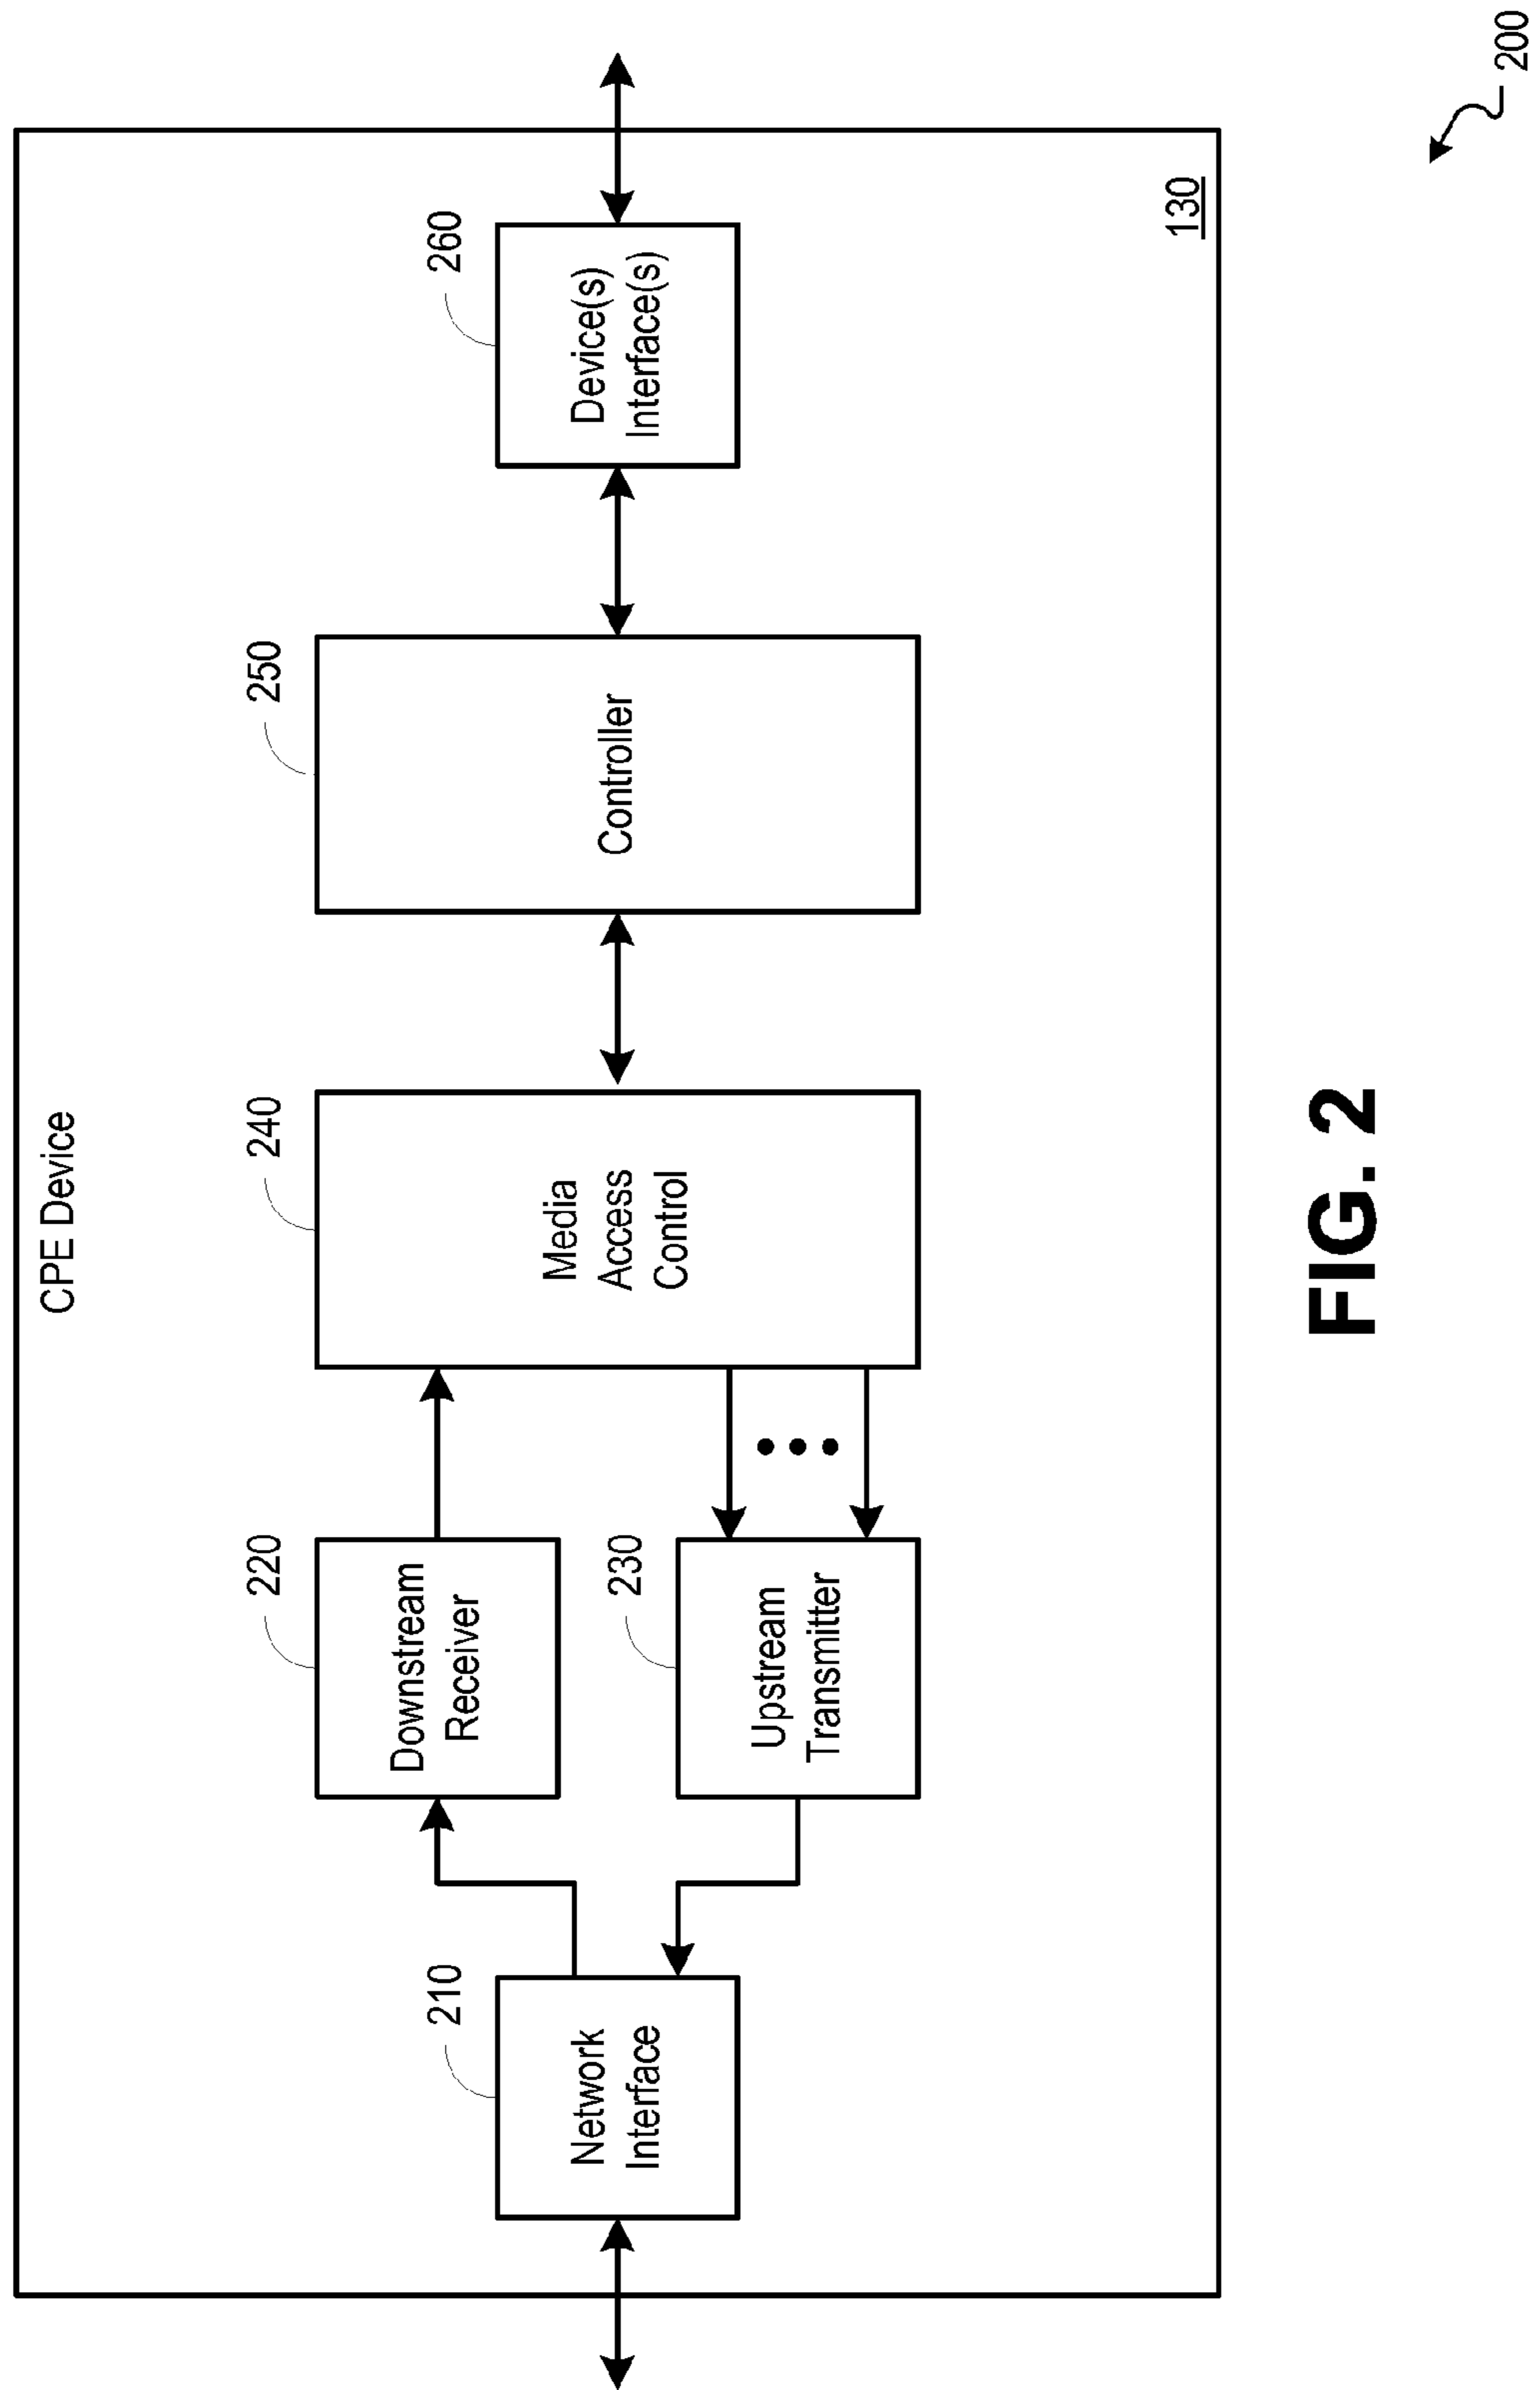 CPE Device
210
Network
Interface
220
Downstream
Receiver
230
Upstream
Transmitter
240
Media
Access
Control
250
Controller
260
Device(s)
Interface(s)
130
FIG. 2
200